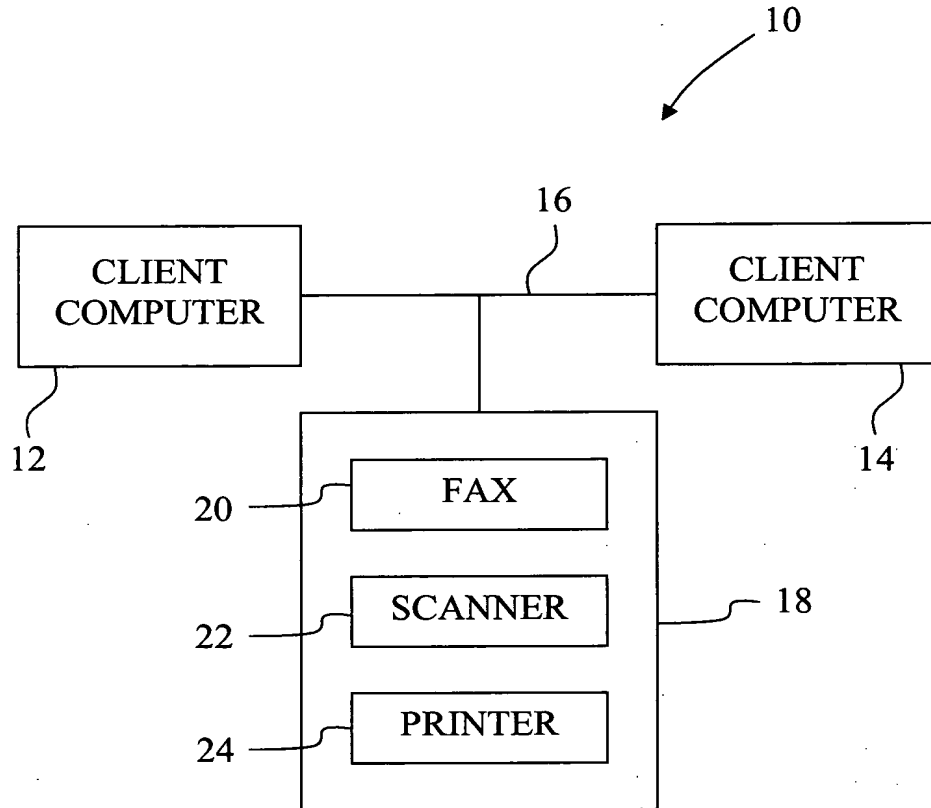 10
16
CLIENT
COMPUTER
CLIENT
COMPUTER
12
14
20
FAX
22
SCANNER
18
24
PRINTER